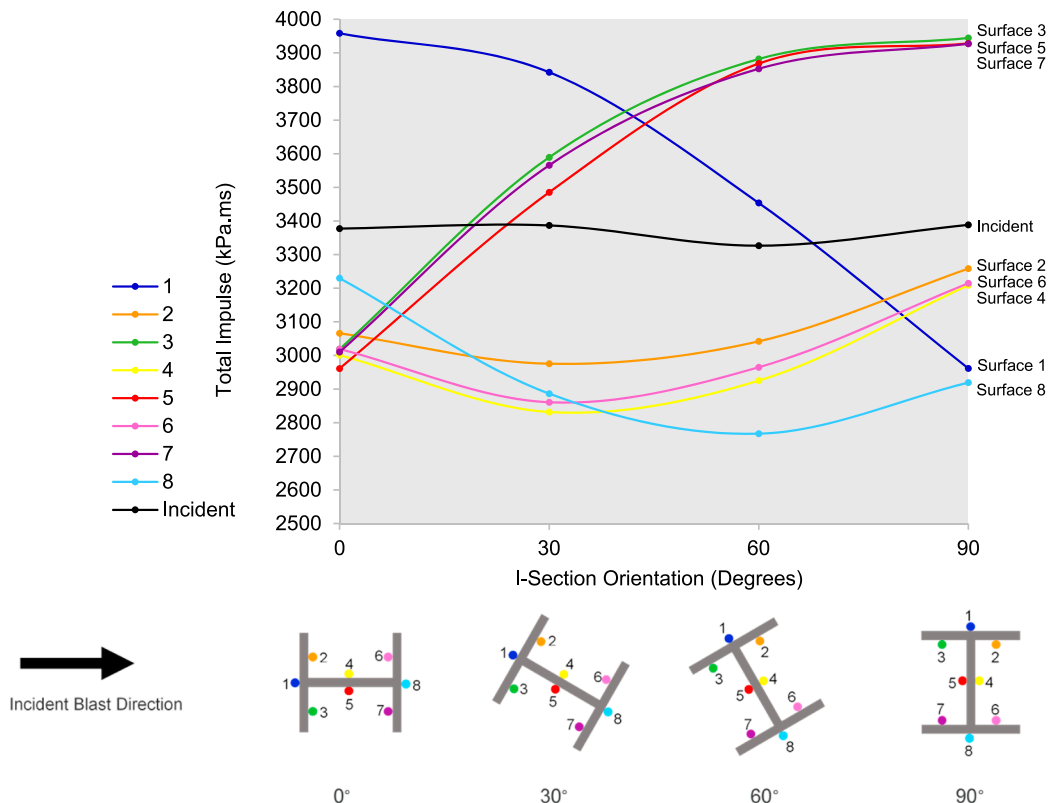 4000
3900
3800
3700
3600
3500
3400
3300
3200
3100
3000
2900
2800
2700
2600
2500
Total Impulse (kPa.ms)
0
30
60
90
I-Section Orientation (Degrees)
Surface 3
Surface 5
Surface 7
Incident
Surface 2
Surface 6
Surface 4
Surface 1
Surface 8
1
2
3
4
5
6
7
8
Incident
Incident Blast Direction
1 2 3 4 5 6 7 8
1 2 3 4 5 6 7 8
1 2 3 4 5 6 7 8
1 2 3 4 5 6 7 8
0°
30°
60°
90°